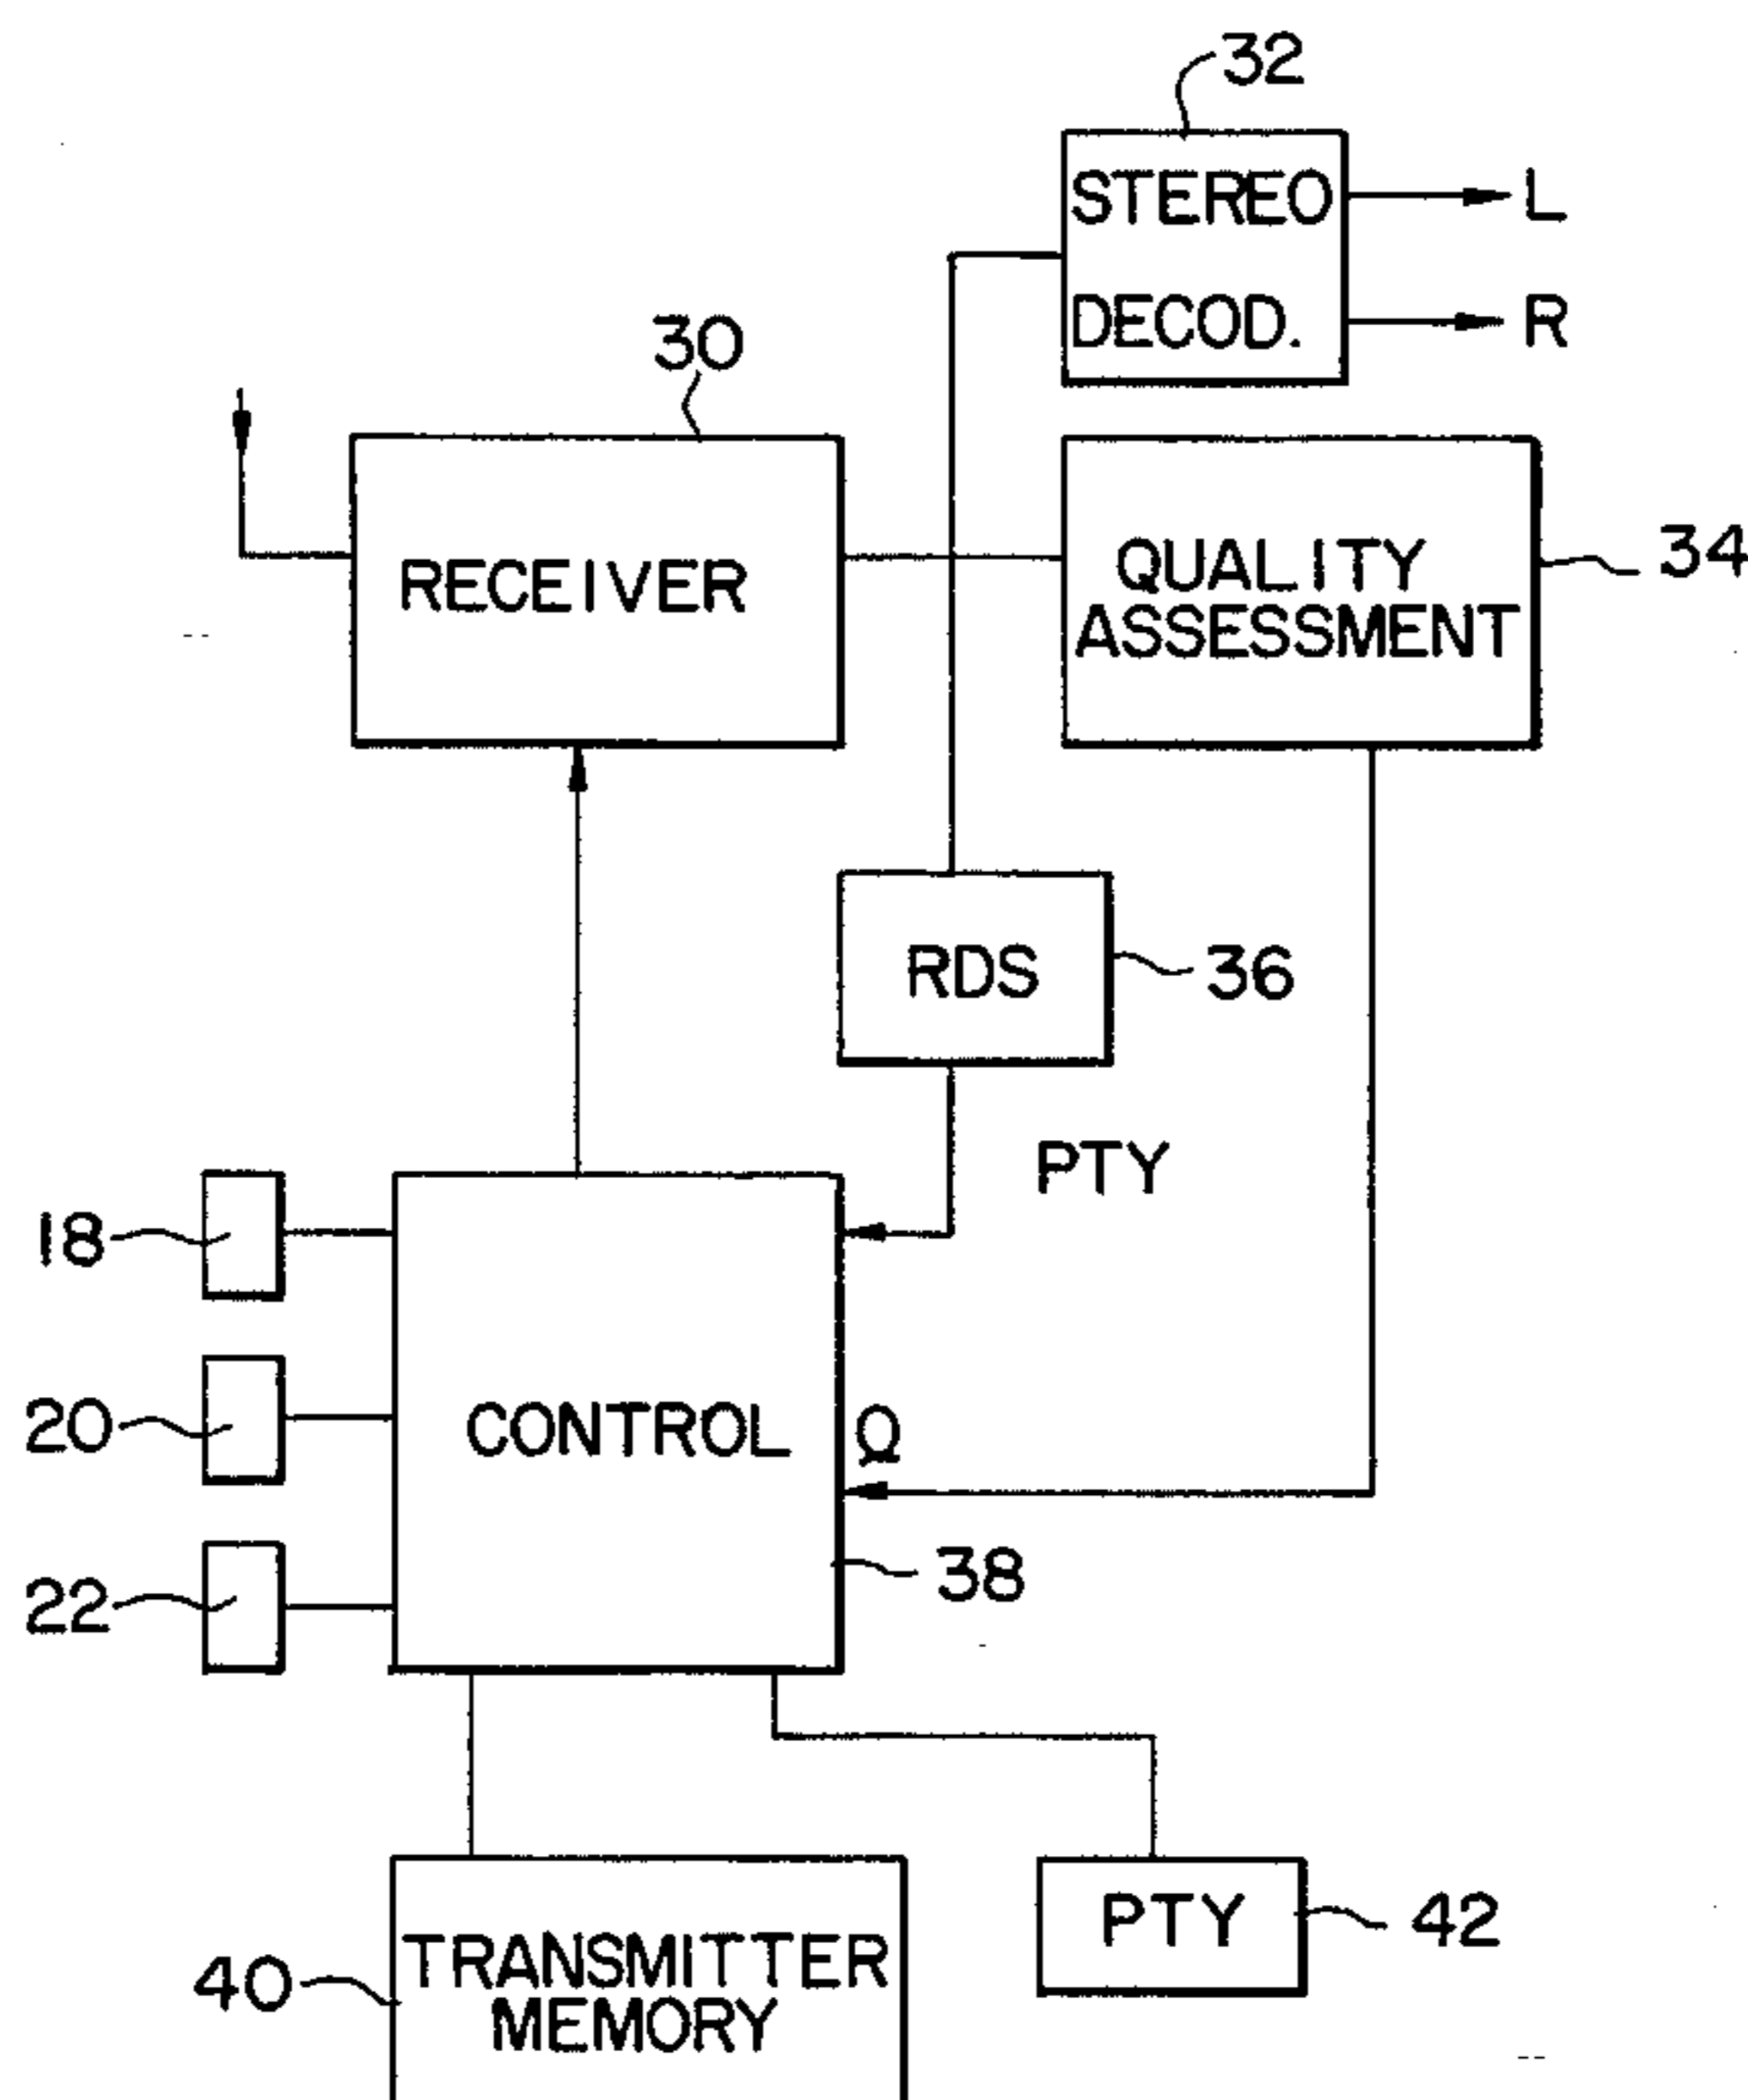 32
STEREO
L
DECOD.
R
30
RECEIVER
QUALITY
ASSESSMENT
34
RDS
36
PTY
18
20
CONTROL
Q
22
38
PTY
42
TRANSMITTER
40
MEMORY